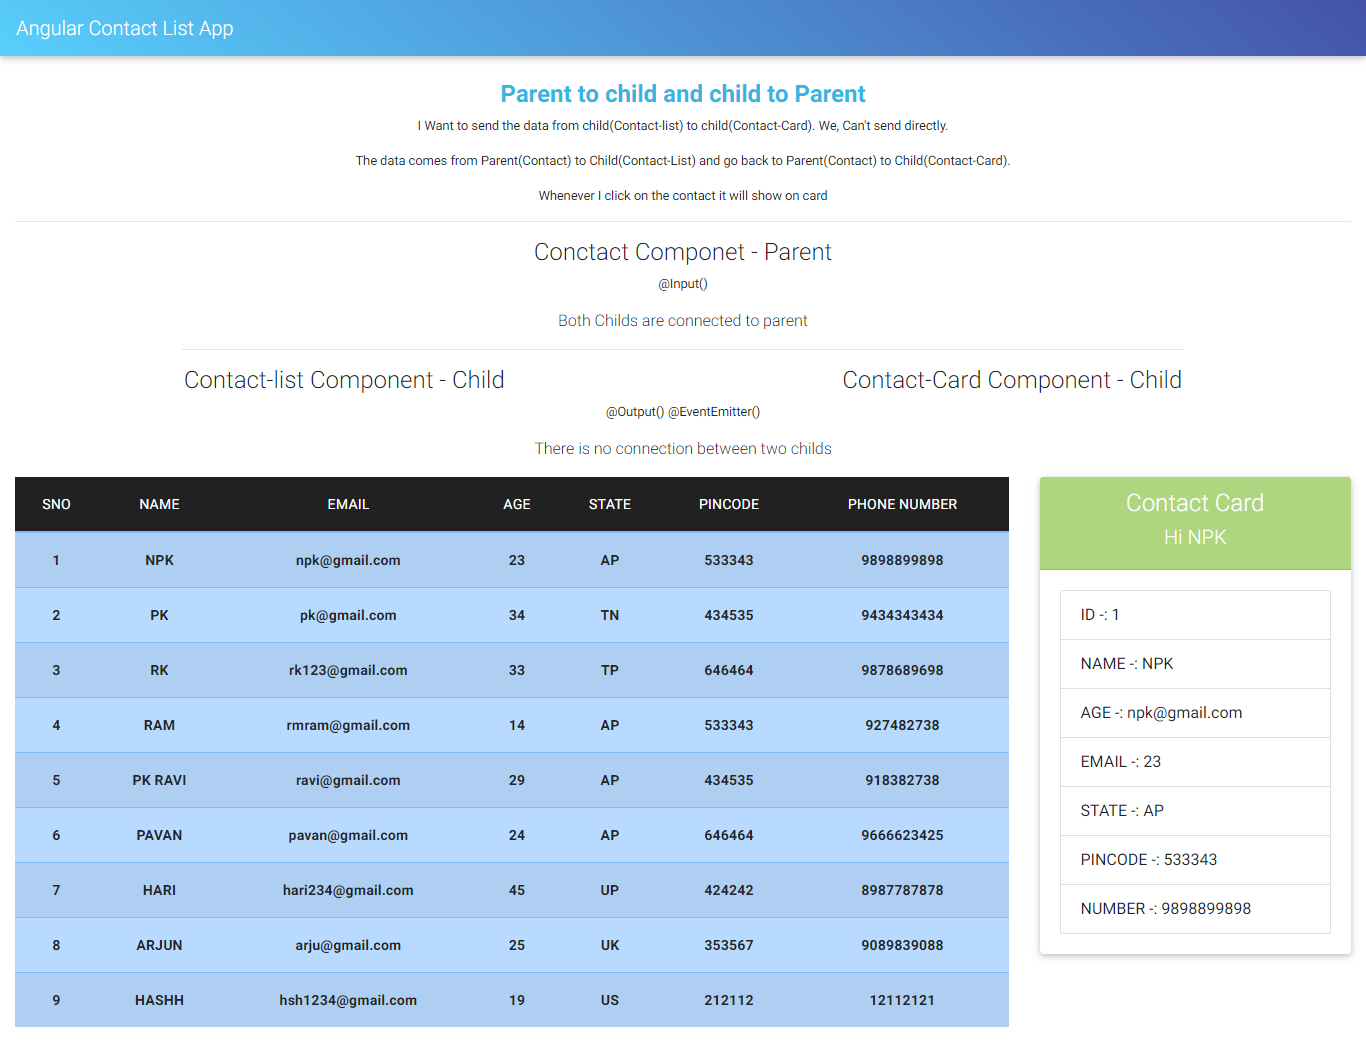 Angular Contact List App
Parent to child and child to Parent
I Want to send the data from child(Contact-list) to child(Contact-Card). We, Can't send directly.
The data comes from Parent(Contact) to Child(Contact-List) and go back to Parent(Contact) to Child(Contact-Card).
Whenever I click on the contact it will show on card
Conctact Componet - Parent
@Input()
Both Childs are connected to parent
Contact-list Component - Child
Contact-Card Component - Child
@Output() @EventEmitter()
There is no connection between two childs
SNO NAME EMAIL AGE STATE PINCODE PHONE NUMBER
1 NPK npk@gmail.com 23 AP 533343 9898899898
2 PK pk@gmail.com 34 TN 434535 9434343434
3 RK rk123@gmail.com 33 TP 646464 9878689698
4 RAM rmram@gmail.com 14 AP 533343 927482738
5 PK RAVI ravi@gmail.com 29 AP 434535 918382738
6 PAVAN pavan@gmail.com 24 AP 646464 9666623425
7 HARI hari234@gmail.com 45 UP 424242 8987787878
8 ARJUN arju@gmail.com 25 UK 353567 9089839088
9 HASHH hsh1234@gmail.com 19 US 212112 12112121
Contact Card
Hi NPK
ID -: 1
NAME -: NPK
AGE -: npk@gmail.com
EMAIL -: 23
STATE -: AP
PINCODE -: 533343
NUMBER -: 9898899898